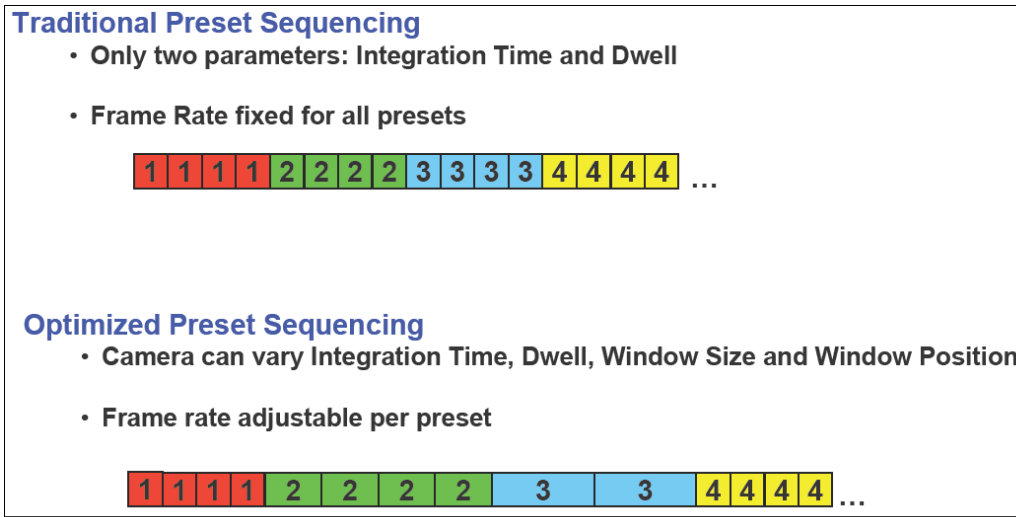 Traditional Preset Sequencing
• Only two parameters: Integration Time and Dwell
• Frame Rate fixed for all presets
1 1 1 1 2 2 2 2 3 3 3 3 4 4 4 4 ...
Optimized Preset Sequencing
• Camera can vary Integration Time, Dwell, Window Size and Window Position
• Frame rate adjustable per preset
1 1 1 1 2 2 2 2 3 3 4 4 4 4 ...